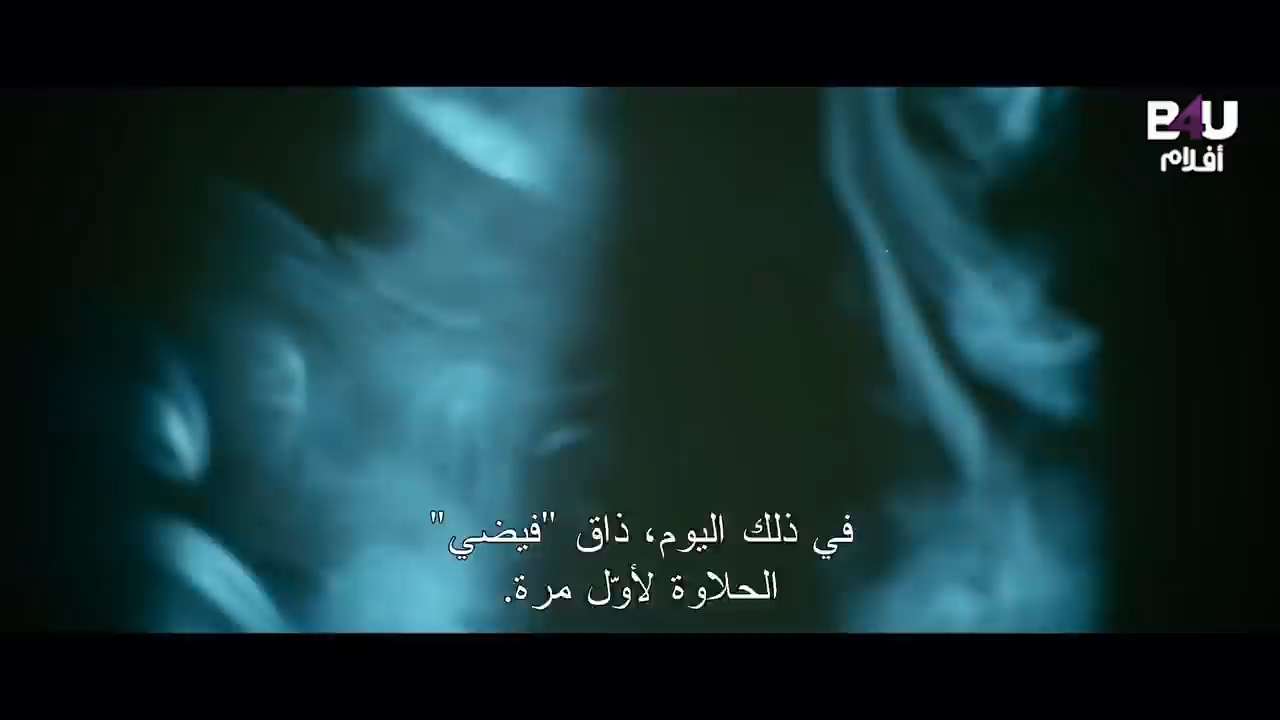 B4U
أفلام
في ذلك اليوم، ذاق "فيضي"
الحلاوة لأوّل مرة.